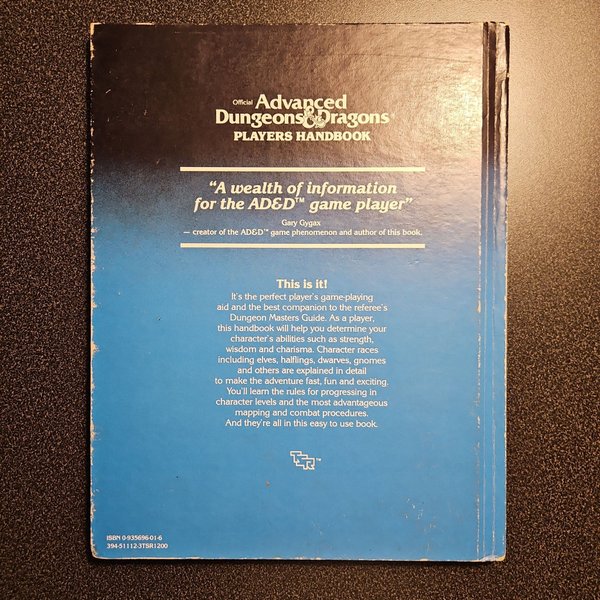 Official Advanced
Dungeons & Dragons®
PLAYERS HANDBOOK
“A wealth of information
for the AD&D™ game player”
Gary Gygax
— creator of the AD&D™ game phenomenon and author of this book.
This is it!
It's the perfect player's game-playing
aid and the best companion to the referee's
Dungeon Masters Guide. As a player,
this handbook will help you determine your
character's abilities such as strength,
wisdom and charisma. Character races
including elves, halflings, dwarves, gnomes
and others are explained in detail
to make the adventure fast, fun and exciting.
You'll learn the rules for progressing in
character levels and the most advantageous
mapping and combat procedures.
And they're all in this easy to use book.
TSR™
ISBN 0-935696-01-6
394-51112-3TSR1200